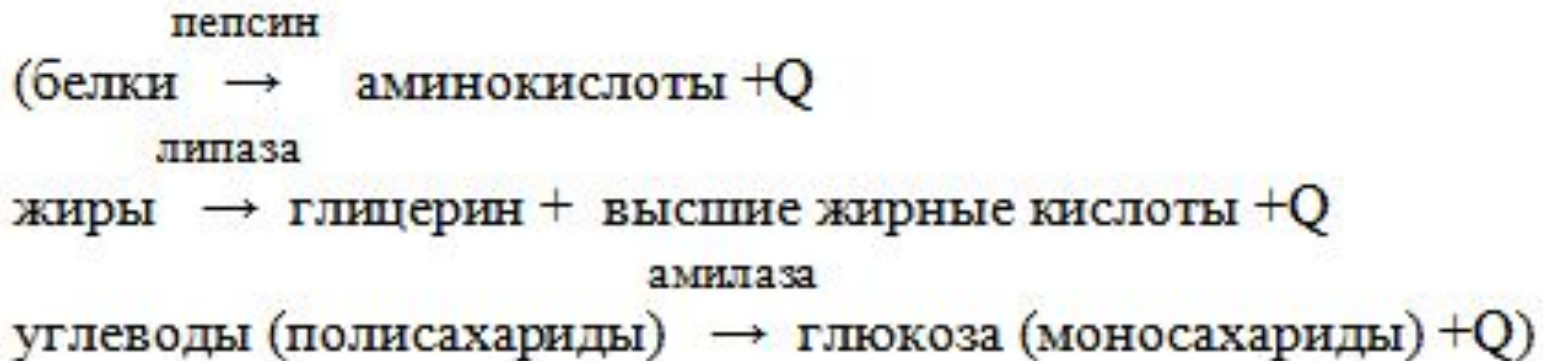 пепсин
(белки → аминокислоты +Q
липаза
жиры → глицерин + высшие жирные кислоты +Q
амилаза
углеводы (полисахариды) → глюкоза (моносахариды) +Q)